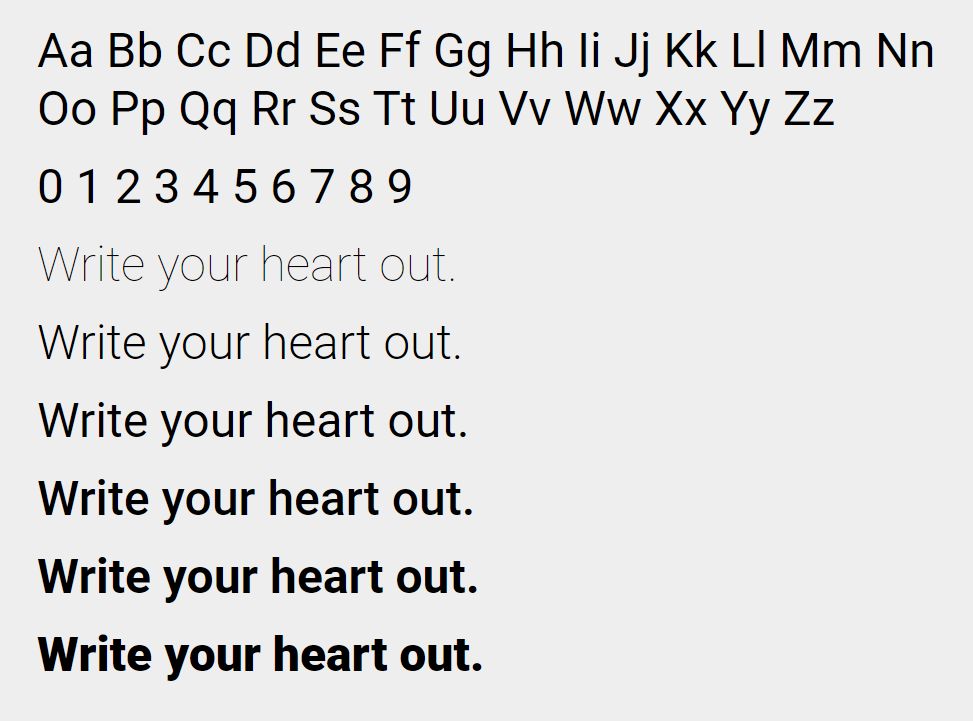 Aa Bb Cc Dd Ee Ff Gg Hh Ii Jj Kk Ll Mm Nn
Oo Pp Qq Rr Ss Tt Uu Vv Ww Xx Yy Zz
0 1 2 3 4 5 6 7 8 9
Write your heart out.
Write your heart out.
Write your heart out.
Write your heart out.
Write your heart out.
Write your heart out.